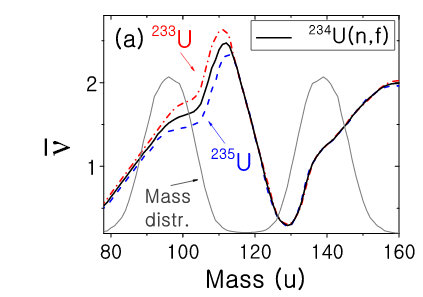 (a)
²³³U
²³⁴U(n,f)
2
ν̅
1
²³⁵U
Mass
distr.
80 100 120 140 160
Mass (u)